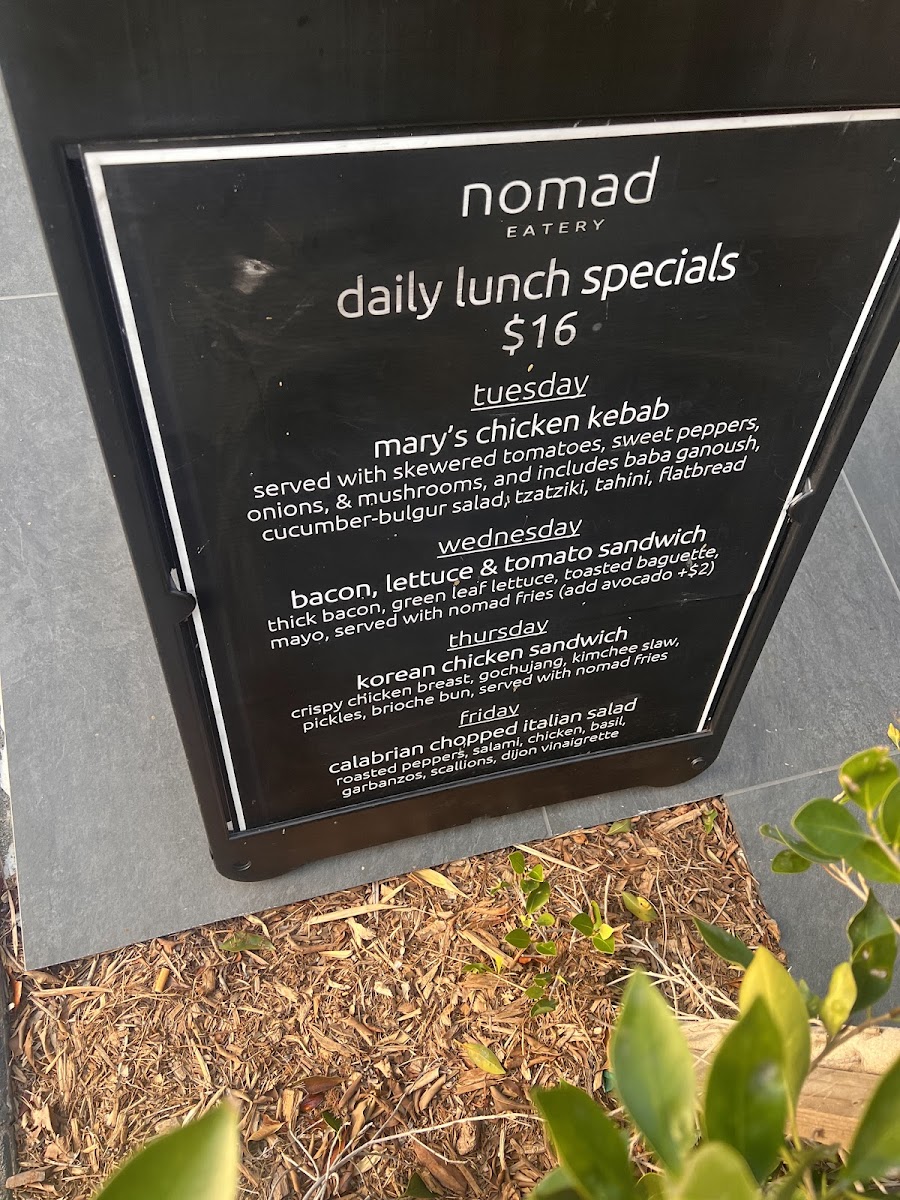 nomad
EATERY
daily lunch specials
$16
tuesday
mary's chicken kebab
served with skewered tomatoes, sweet peppers,
onions, & mushrooms, and includes baba ganoush,
cucumber-bulgur salad, tzatziki, tahini, flatbread
wednesday
bacon, lettuce & tomato sandwich
thick bacon, green leaf lettuce, toasted baguette,
mayo, served with nomad fries (add avocado +$2)
thursday
korean chicken sandwich
crispy chicken breast, gochujang, kimchee slaw,
pickles, brioche bun, served with nomad fries
friday
calabrian chopped italian salad
roasted peppers, salami, chicken, basil,
garbanzos, scallions, dijon vinaigrette